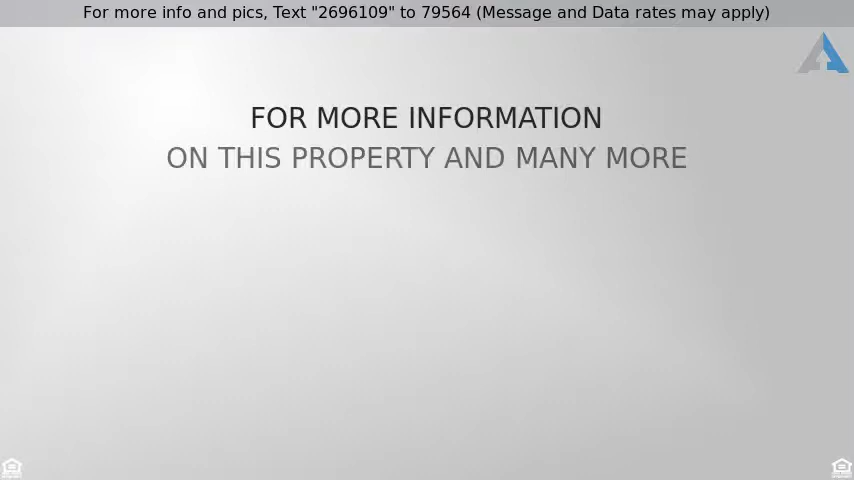 For more info and pics, Text "2696109" to 79564 (Message and Data rates may apply)
FOR MORE INFORMATION
ON THIS PROPERTY AND MANY MORE